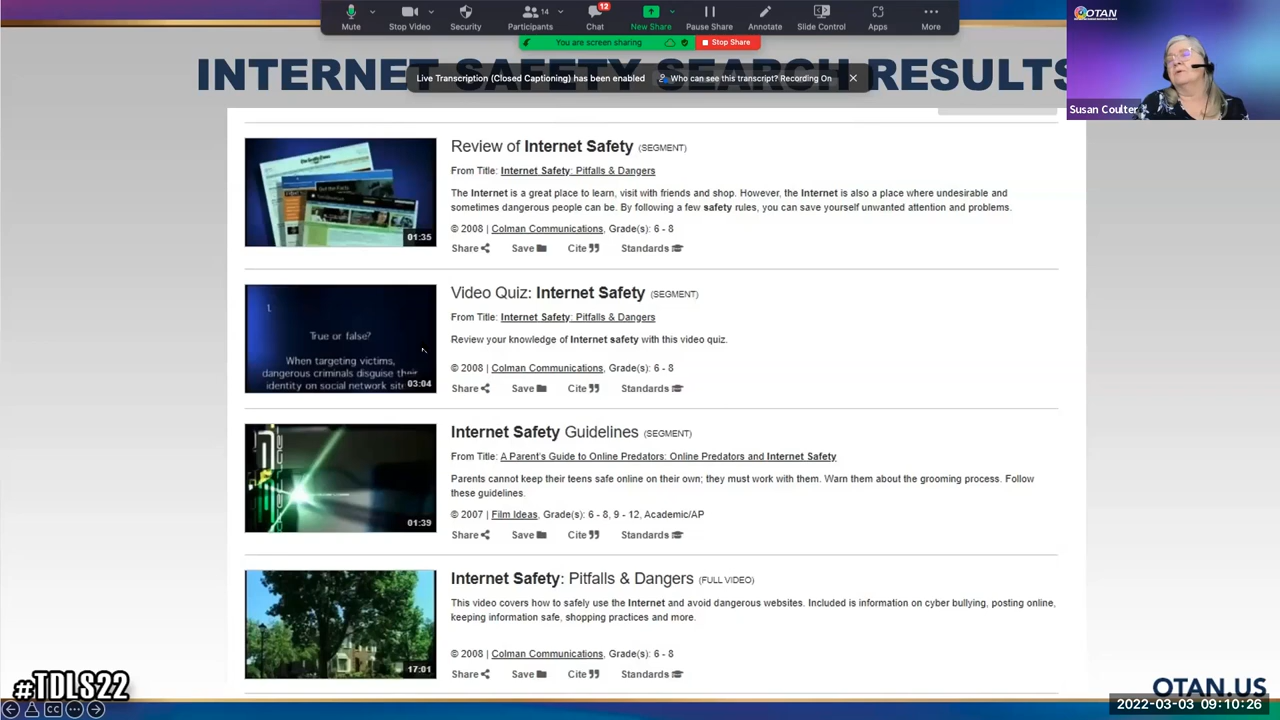 Mute
Stop Video
Security
Participants
14
Chat
12
New Share
Pause Share
Annotate
Slide Control
Apps
More
You are screen sharing
Stop Share
OTAN
INTERNET SAFETY SEARCH RESULTS
Live Transcription (Closed Captioning) has been enabled
Who can see this transcript? Recording On
Susan Coulter
Review of Internet Safety (SEGMENT)
From Title: Internet Safety: Pitfalls & Dangers
The Internet is a great place to learn, visit with friends and shop. However, the Internet is also a place where undesirable and
sometimes dangerous people can be. By following a few safety rules, you can save yourself unwanted attention and problems.
01:35
© 2008 | Colman Communications, Grade(s): 6 - 8
Share Save Cite Standards
Video Quiz: Internet Safety (SEGMENT)
From Title: Internet Safety: Pitfalls & Dangers
Review your knowledge of Internet safety with this video quiz.
True or false?
When targeting victims,
dangerous criminals disguise their
identity on social network site
03:04
© 2008 | Colman Communications, Grade(s): 6 - 8
Share Save Cite Standards
Internet Safety Guidelines (SEGMENT)
From Title: A Parent's Guide to Online Predators: Online Predators and Internet Safety
Parents cannot keep their teens safe online on their own; they must work with them. Warn them about the grooming process. Follow
these guidelines.
01:39
© 2007 | Film Ideas, Grade(s): 6 - 8, 9 - 12, Academic/AP
Share Save Cite Standards
Internet Safety: Pitfalls & Dangers (FULL VIDEO)
This video covers how to safely use the Internet and avoid dangerous websites. Included is information on cyber bullying, posting online,
keeping information safe, shopping practices and more.
17:01
© 2008 | Colman Communications, Grade(s): 6 - 8
Share Save Cite Standards
#TDLS22
CC
OTAN.US
2022-03-03 09:10:26